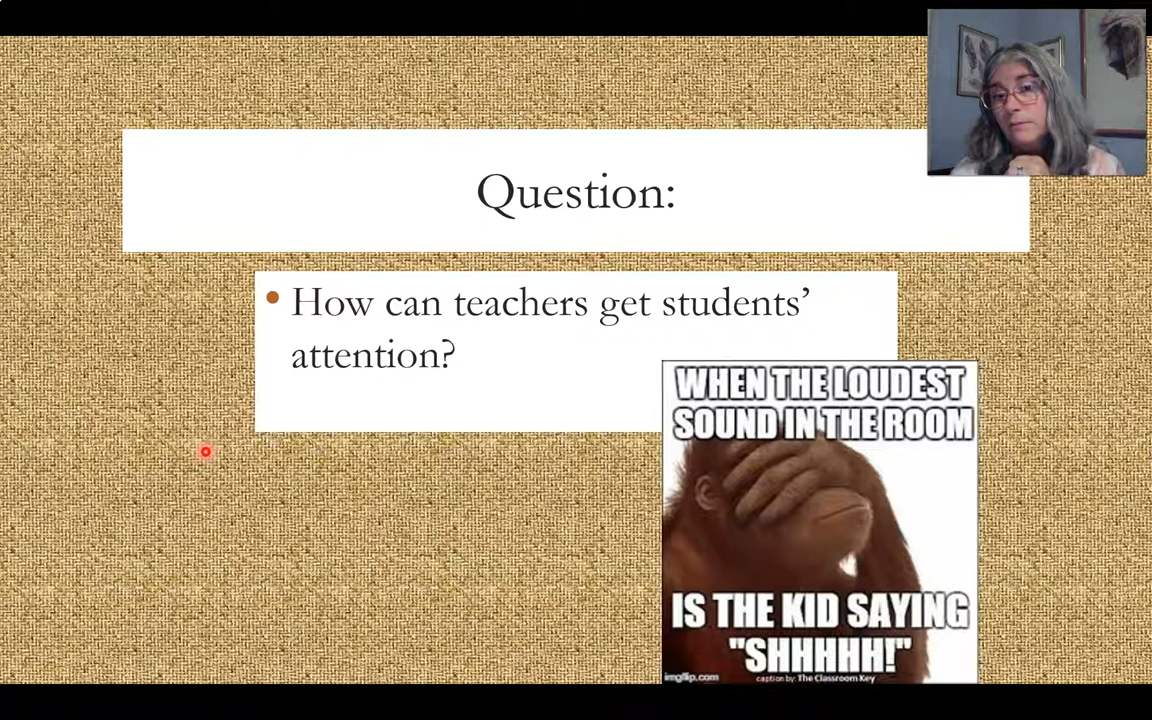 Question:
• How can teachers get students’
attention?
WHEN THE LOUDEST
SOUND IN THE ROOM
IS THE KID SAYING
"SHHHHH!"
imgflip.com
caption by: The Classroom Key